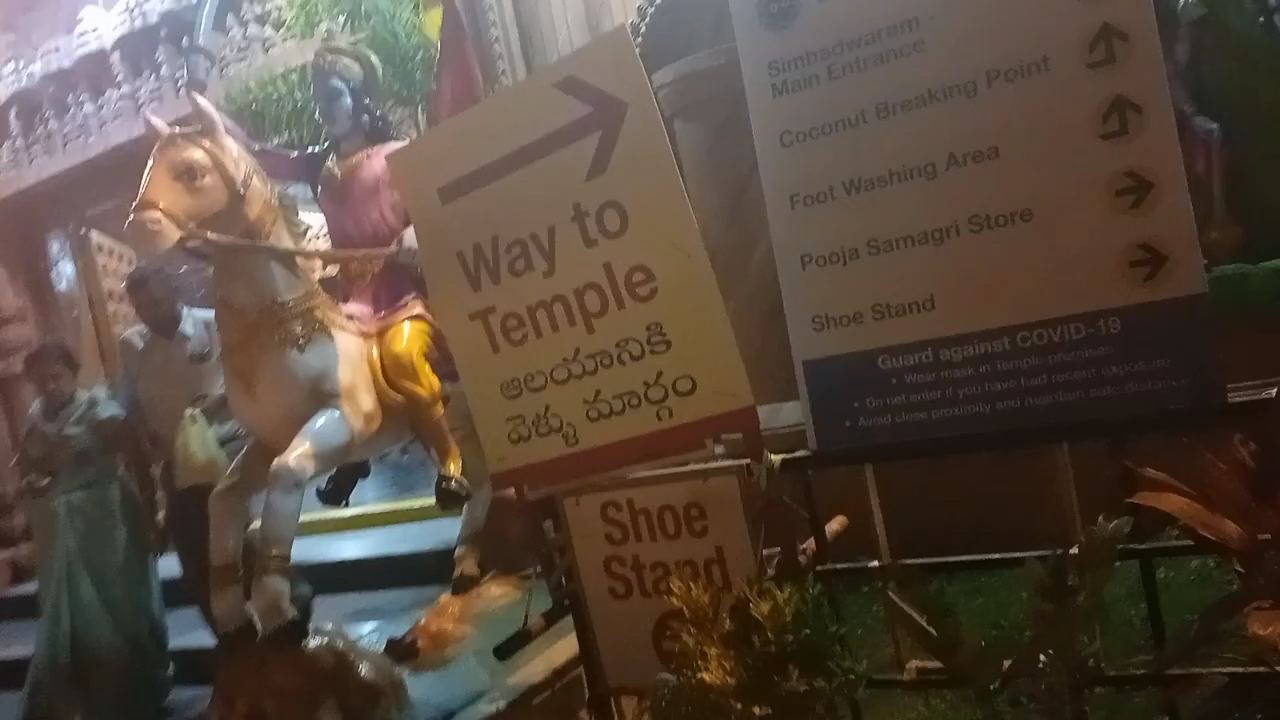 Way to
Temple
ఆలయానికి
వెళ్ళు మార్గం
Shoe
Stand
Simhadwaram -
Main Entrance
Coconut Breaking Point
Foot Washing Area
Pooja Samagri Store
Shoe Stand
Guard against COVID-19
• Wear mask in Temple premises
• Do not enter if you have had recent exposure
• Avoid close proximity and maintain safe distance